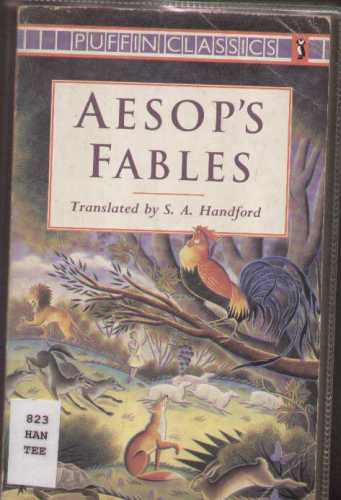 PUFFIN CLASSICS
AESOP'S
FABLES
Translated by S. A. Handford
823
HAN
TEE